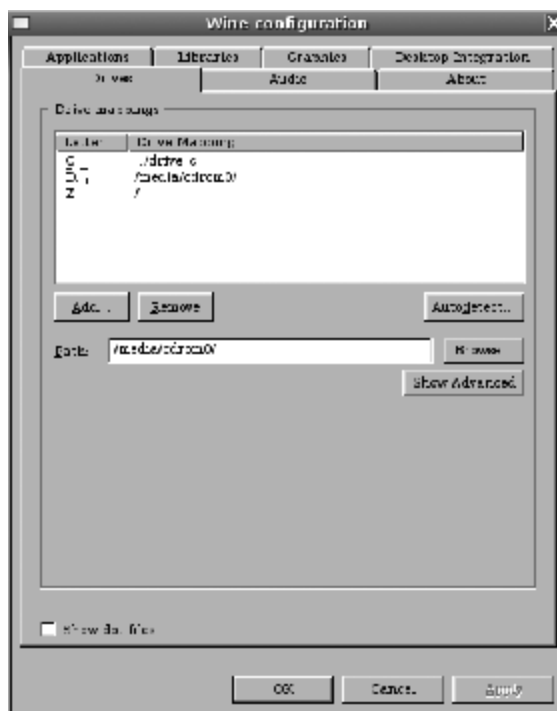 Wine configuration
Applications Libraries Graphics Desktop Integration
Drives Audio About
Drive mappings
Letter Drive Mapping
C: ../drive_c
D: /media/cdrom0/
Z: /
Add... Remove Autodetect...
Path: /media/cdrom0/ Browse...
Show Advanced
Show dot files
OK Cancel Apply